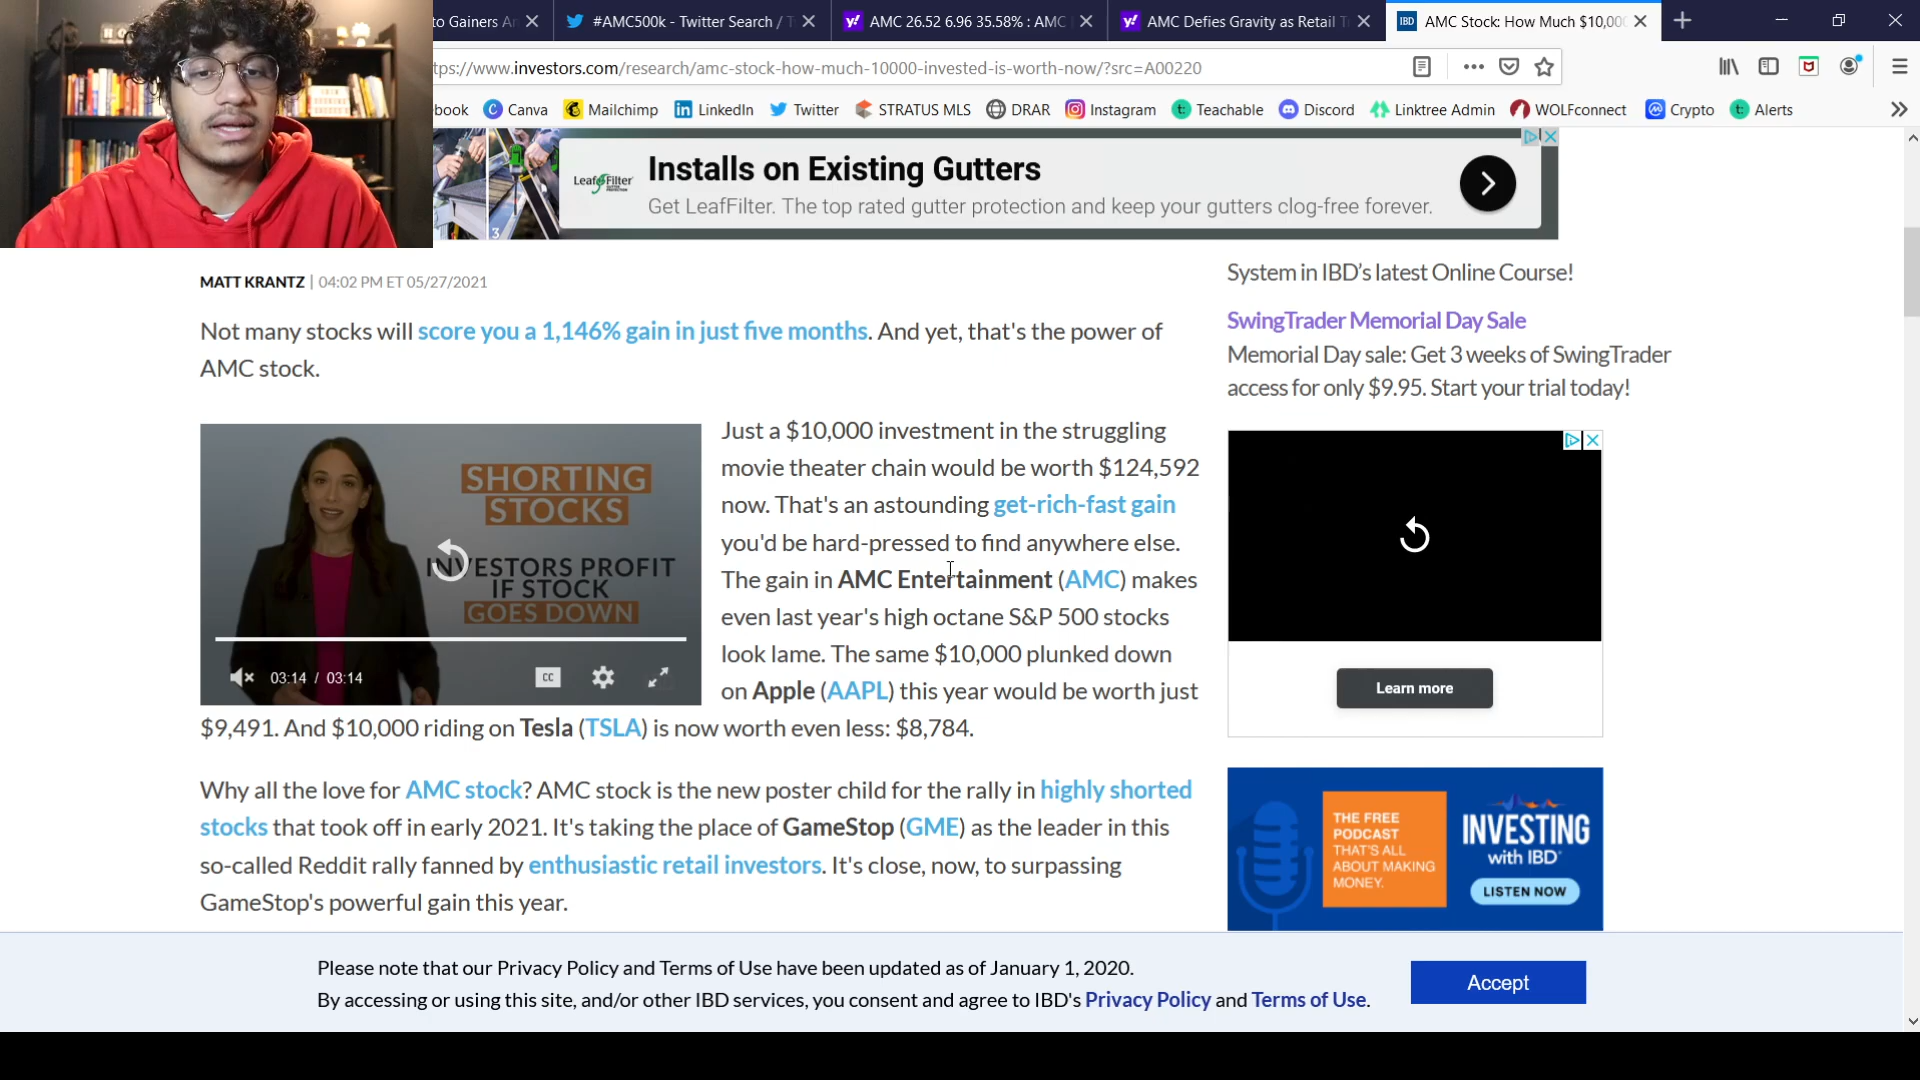 to Gainers A
#AMC500k - Twitter Search / T
AMC 26.52 6.96 35.58% : AMC
AMC Defies Gravity as Retail T
IBD
AMC Stock: How Much $10,000
tps://www.investors.com/research/amc-stock-how-much-10000-invested-is-worth-now/?src=A00220
book
Canva
Mailchimp
LinkedIn
Twitter
STRATUS MLS
DRAR
Instagram
Teachable
Discord
Linktree Admin
WOLFconnect
Crypto
Alerts
LeafFilter
3
Installs on Existing Gutters
Get LeafFilter. The top rated gutter protection and keep your gutters clog-free forever.
MATT KRANTZ | 04:02 PM ET 05/27/2021
Not many stocks will score you a 1,146% gain in just five months. And yet, that's the power of
AMC stock.
SHORTING
STOCKS
INVESTORS PROFIT
IF STOCK
GOES DOWN
03:14 / 03:14
CC
Just a $10,000 investment in the struggling
movie theater chain would be worth $124,592
now. That's an astounding get-rich-fast gain
you'd be hard-pressed to find anywhere else.
The gain in AMC Entertainment (AMC) makes
even last year's high octane S&P 500 stocks
look lame. The same $10,000 plunked down
on Apple (AAPL) this year would be worth just
$9,491. And $10,000 riding on Tesla (TSLA) is now worth even less: $8,784.
Why all the love for AMC stock? AMC stock is the new poster child for the rally in highly shorted
stocks that took off in early 2021. It's taking the place of GameStop (GME) as the leader in this
so-called Reddit rally fanned by enthusiastic retail investors. It's close, now, to surpassing
GameStop's powerful gain this year.
System in IBD's latest Online Course!
SwingTrader Memorial Day Sale
Memorial Day sale: Get 3 weeks of SwingTrader
access for only $9.95. Start your trial today!
Learn more
THE FREE
PODCAST
THAT'S ALL
ABOUT MAKING
MONEY.
INVESTING
with IBD
LISTEN NOW
Please note that our Privacy Policy and Terms of Use have been updated as of January 1, 2020.
By accessing or using this site, and/or other IBD services, you consent and agree to IBD's Privacy Policy and Terms of Use.
Accept